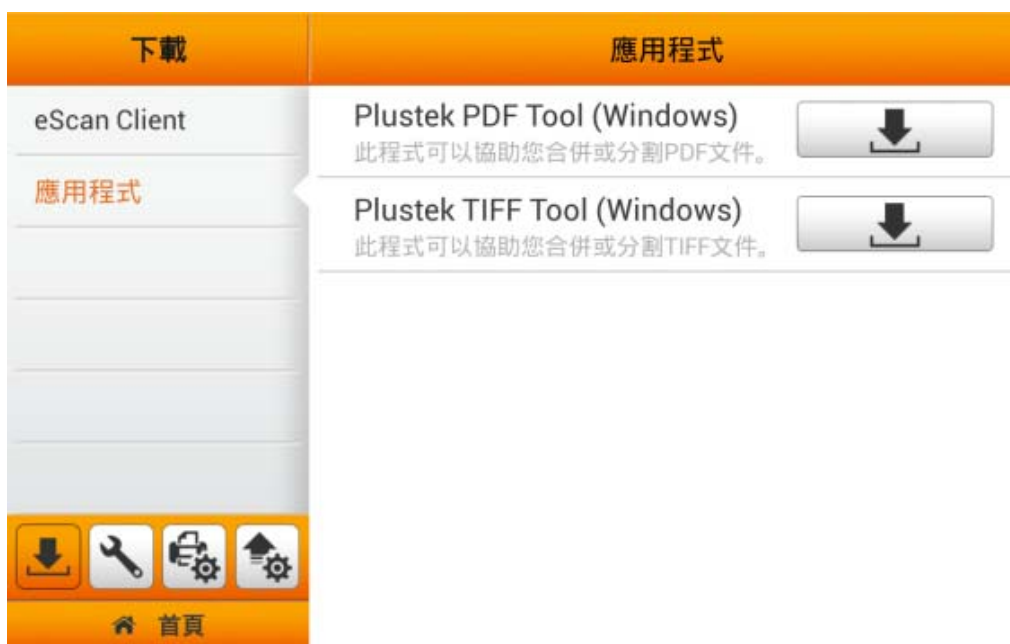 下載
應用程式
eScan Client
應用程式
Plustek PDF Tool (Windows)
此程式可以協助您合併或分割PDF文件。
Plustek TIFF Tool (Windows)
此程式可以協助您合併或分割TIFF文件。
首頁